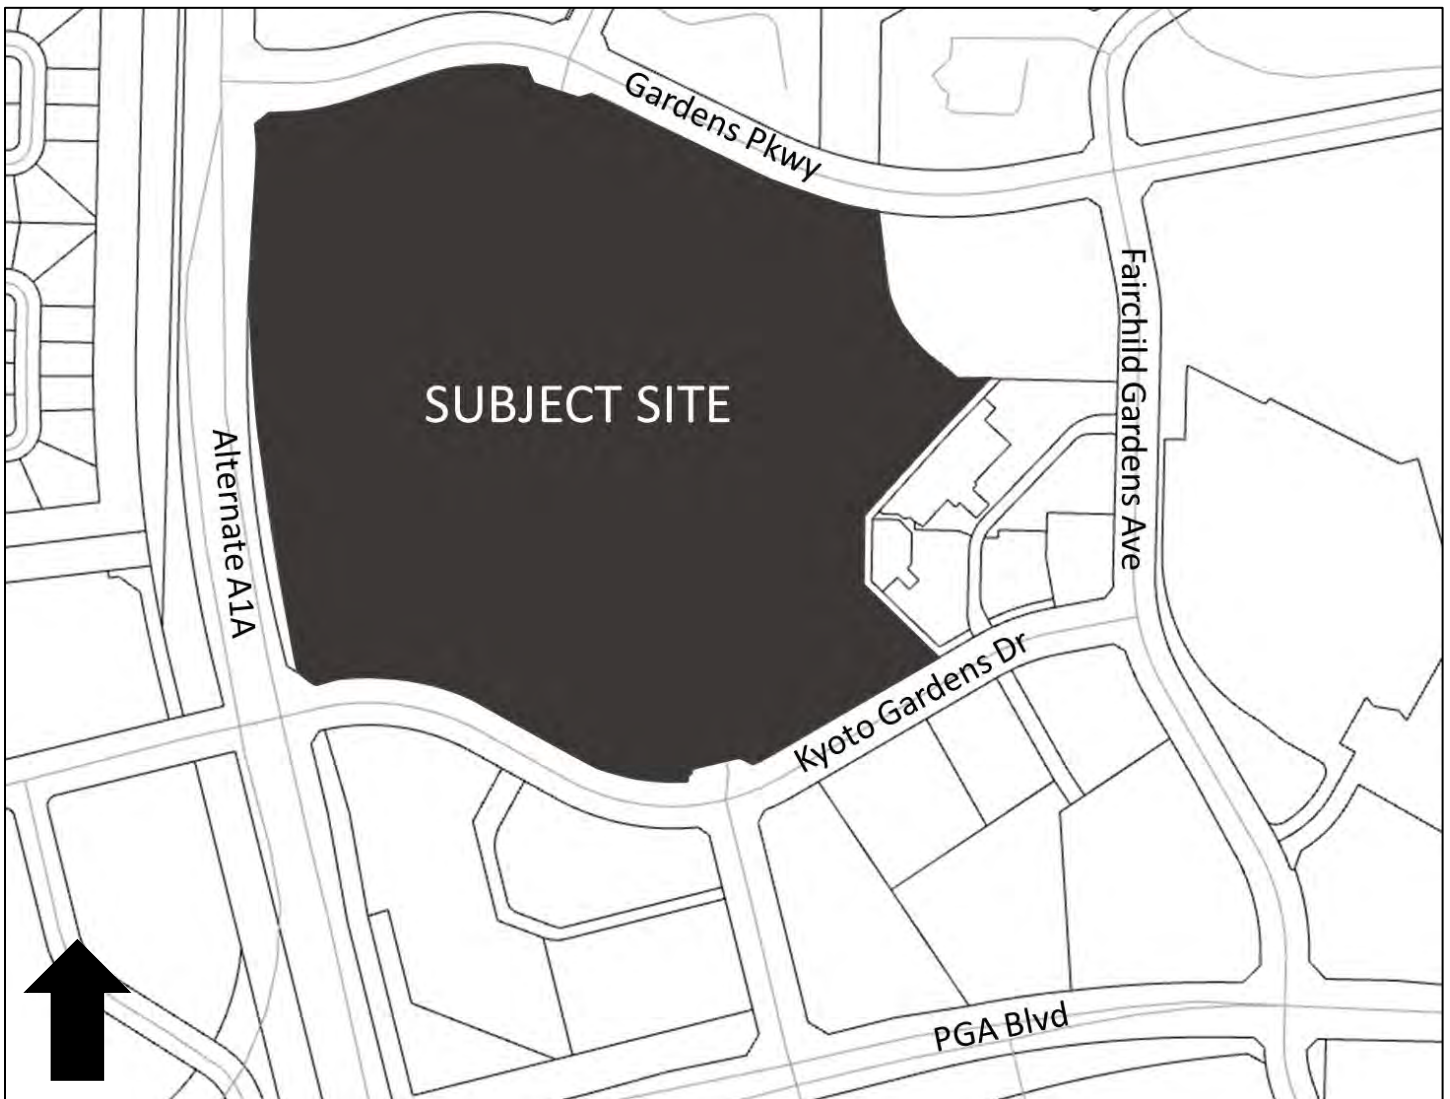 Gardens Pkwy
Fairchild Gardens Ave
SUBJECT SITE
Alternate A1A
Kyoto Gardens Dr
PGA Blvd